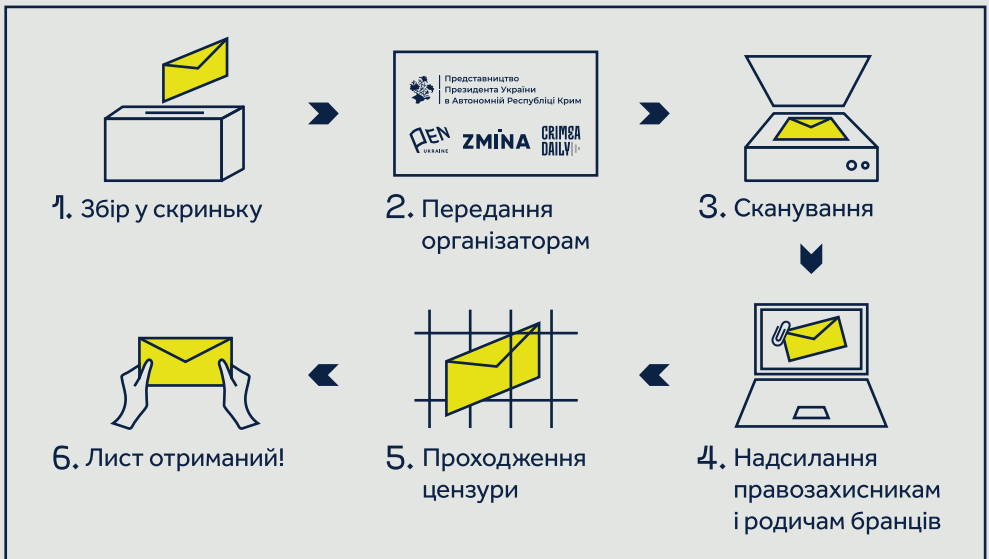 Представництво
Президента України
в Автономній Республіці Крим
PEN
UKRAINE
ZMINA
CRIMEA
DAILY
1. Збір у скриньку
2. Передання
організаторам
3. Сканування
4. Надсилання
правозахисникам
і родичам бранців
5. Проходження
цензури
6. Лист отриманий!